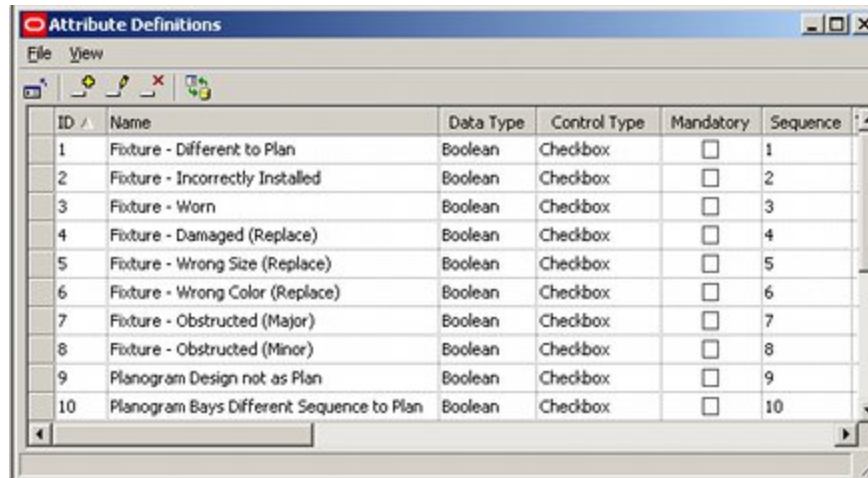 Attribute Definitions
File View
ID Name Data Type Control Type Mandatory Sequence
1 Fixture - Different to Plan Boolean Checkbox 1
2 Fixture - Incorrectly Installed Boolean Checkbox 2
3 Fixture - Worn Boolean Checkbox 3
4 Fixture - Damaged (Replace) Boolean Checkbox 4
5 Fixture - Wrong Size (Replace) Boolean Checkbox 5
6 Fixture - Wrong Color (Replace) Boolean Checkbox 6
7 Fixture - Obstructed (Major) Boolean Checkbox 7
8 Fixture - Obstructed (Minor) Boolean Checkbox 8
9 Planogram Design not as Plan Boolean Checkbox 9
10 Planogram Bays Different Sequence to Plan Boolean Checkbox 10